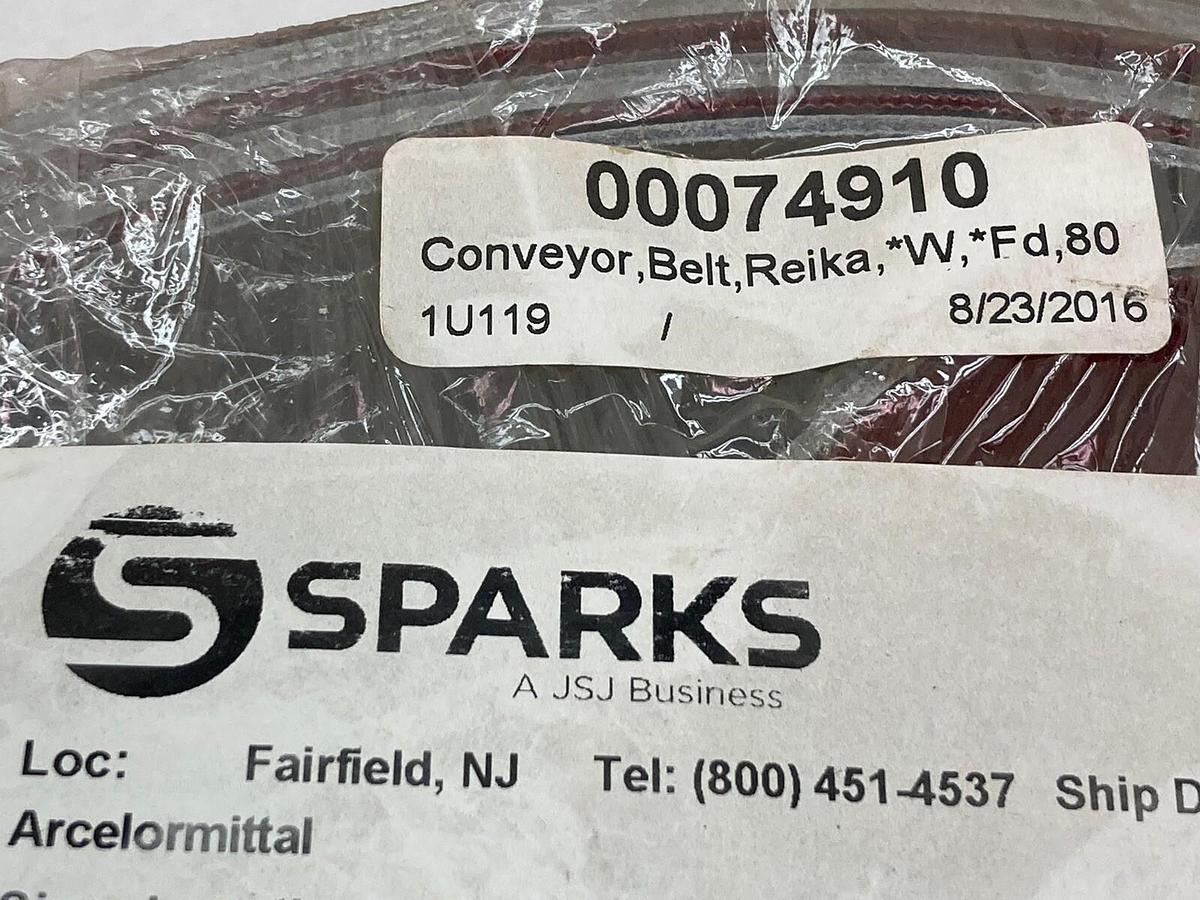 00074910
Conveyor,Belt,Reika,*W,*Fd,80
1U119 / 8/23/2016
SPARKS
A JSJ Business
Loc: Fairfield, NJ Tel: (800) 451-4537 Ship
Arcelormittal